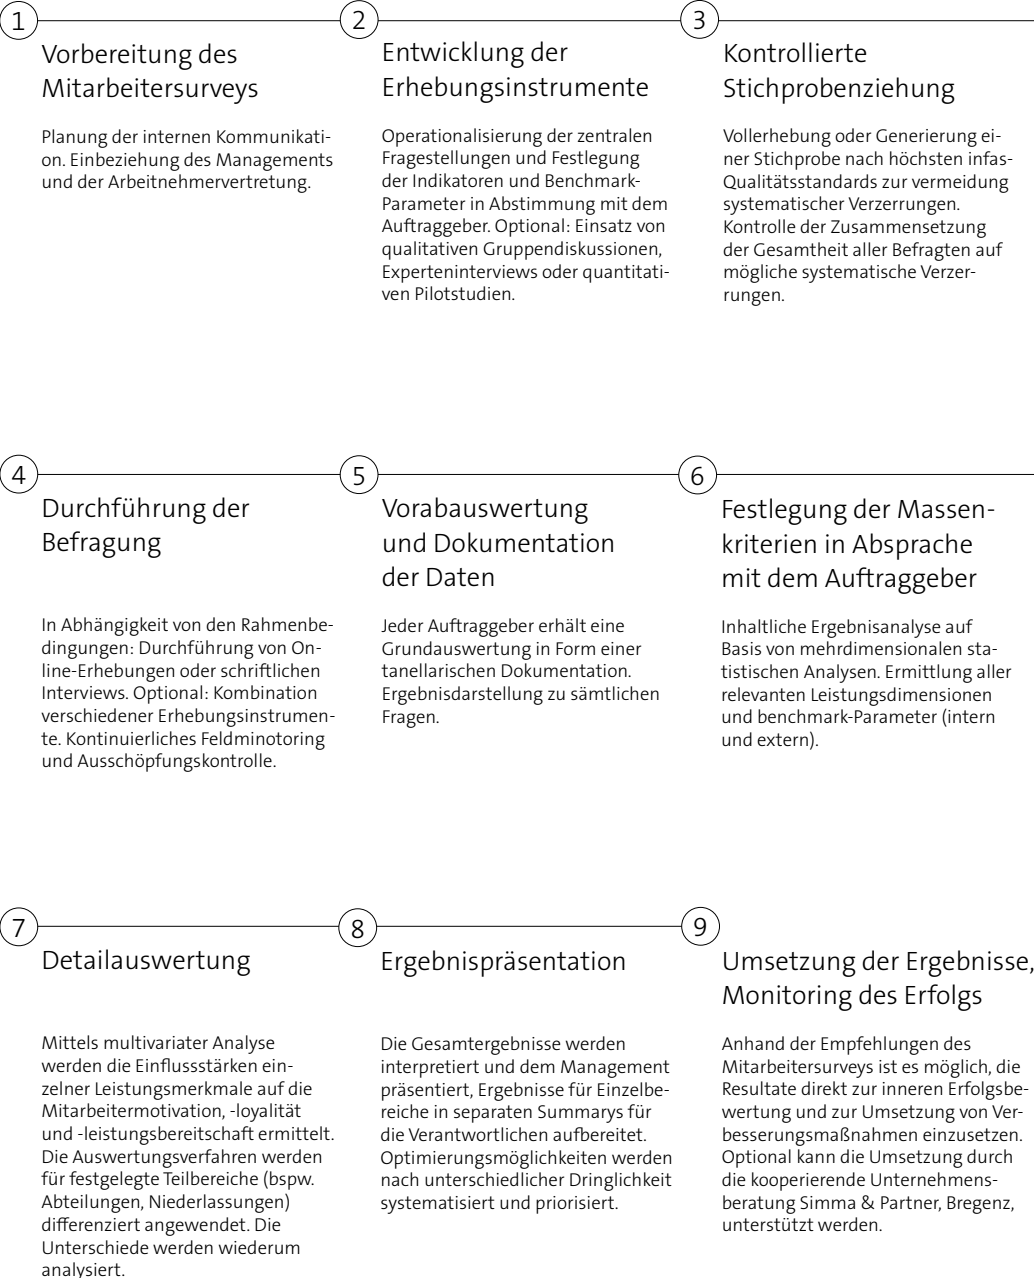 1
Vorbereitung des
Mitarbeitersurveys
Planung der internen Kommunikati-
on. Einbeziehung des Managements
und der Arbeitnehmervertretung.
2
Entwicklung der
Erhebungsinstrumente
Operationalisierung der zentralen
Fragestellungen und Festlegung
der Indikatoren und Benchmark-
Parameter in Abstimmung mit dem
Auftraggeber. Optional: Einsatz von
qualitativen Gruppendiskussionen,
Experteninterviews oder quantitati-
ven Pilotstudien.
3
Kontrollierte
Stichprobenziehung
Vollerhebung oder Generierung ei-
ner Stichprobe nach höchsten infas-
Qualitätsstandards zur vermeidung
systematischer Verzerrungen.
Kontrolle der Zusammensetzung
der Gesamtheit aller Befragten auf
mögliche systematische Verzer-
rungen.
4
Durchführung der
Befragung
In Abhängigkeit von den Rahmenbe-
dingungen: Durchführung von On-
line-Erhebungen oder schriftlichen
Interviews. Optional: Kombination
verschiedener Erhebungsinstrumen-
te. Kontinuierliches Feldminotoring
und Ausschöpfungskontrolle.
5
Vorabauswertung
und Dokumentation
der Daten
Jeder Auftraggeber erhält eine
Grundauswertung in Form einer
tanellarischen Dokumentation.
Ergebnisdarstellung zu sämtlichen
Fragen.
6
Festlegung der Massen-
kriterien in Absprache
mit dem Auftraggeber
Inhaltliche Ergebnisanalyse auf
Basis von mehrdimensionalen sta-
tistischen Analysen. Ermittlung aller
relevanten Leistungsdimensionen
und benchmark-Parameter (intern
und extern).
7
Detailauswertung
Mittels multivariater Analyse
werden die Einflussstärken ein-
zelner Leistungsmerkmale auf die
Mitarbeitermotivation, -loyalität
und -leistungsbereitschaft ermittelt.
Die Auswertungsverfahren werden
für festgelegte Teilbereiche (bspw.
Abteilungen, Niederlassungen)
differenziert angewendet. Die
Unterschiede werden wiederum
analysiert.
8
Ergebnispräsentation
Die Gesamtergebnisse werden
interpretiert und dem Management
präsentiert, Ergebnisse für Einzelbe-
reiche in separaten Summarys für
die Verantwortlichen aufbereitet.
Optimierungsmöglichkeiten werden
nach unterschiedlicher Dringlichkeit
systematisiert und priorisiert.
9
Umsetzung der Ergebnisse,
Monitoring des Erfolgs
Anhand der Empfehlungen des
Mitarbeitersurveys ist es möglich, die
Resultate direkt zur inneren Erfolgsbe-
wertung und zur Umsetzung von Ver-
besserungsmaßnahmen einzusetzen.
Optional kann die Umsetzung durch
die kooperierende Unternehmens-
beratung Simma & Partner, Bregenz,
unterstützt werden.